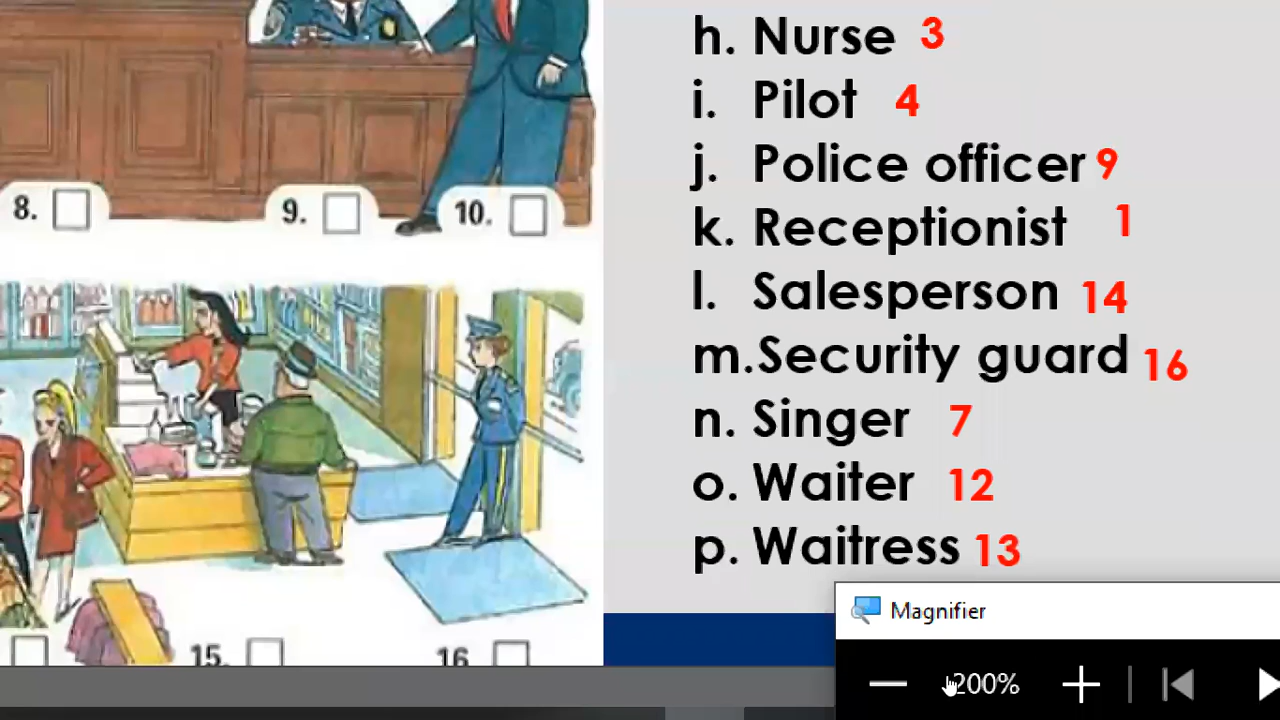 h. Nurse 3
i. Pilot 4
j. Police officer 9
k. Receptionist 1
l. Salesperson 14
m.Security guard 16
n. Singer 7
o. Waiter 12
p. Waitress 13
8. 9. 10.
15. 16
Magnifier
200%